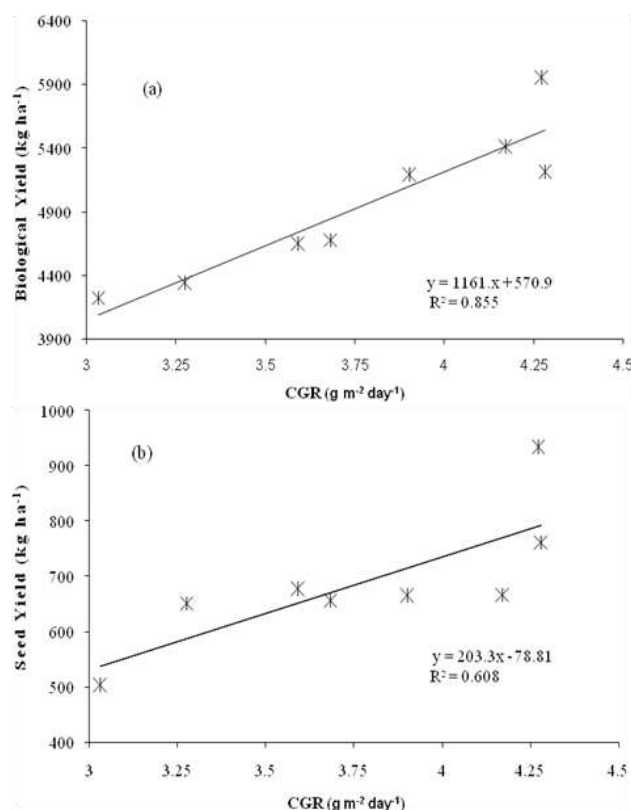 6400
5900
5400
4900
4400
3900
Biological Yield (kg ha-1)
(a)
y = 1161.x + 570.9
R² = 0.855
3 3.25 3.5 3.75 4 4.25 4.5
CGR (g m-2 day-1)
1000
900
800
700
600
500
400
Seed Yield (kg ha-1)
(b)
y = 203.3x - 78.81
R² = 0.608
3 3.25 3.5 3.75 4 4.25 4.5
CGR (g m-2 day-1)